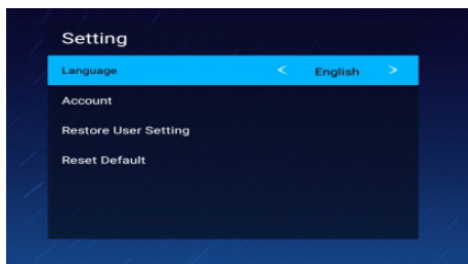 Setting
Language < English >
Account
Restore User Setting
Reset Default